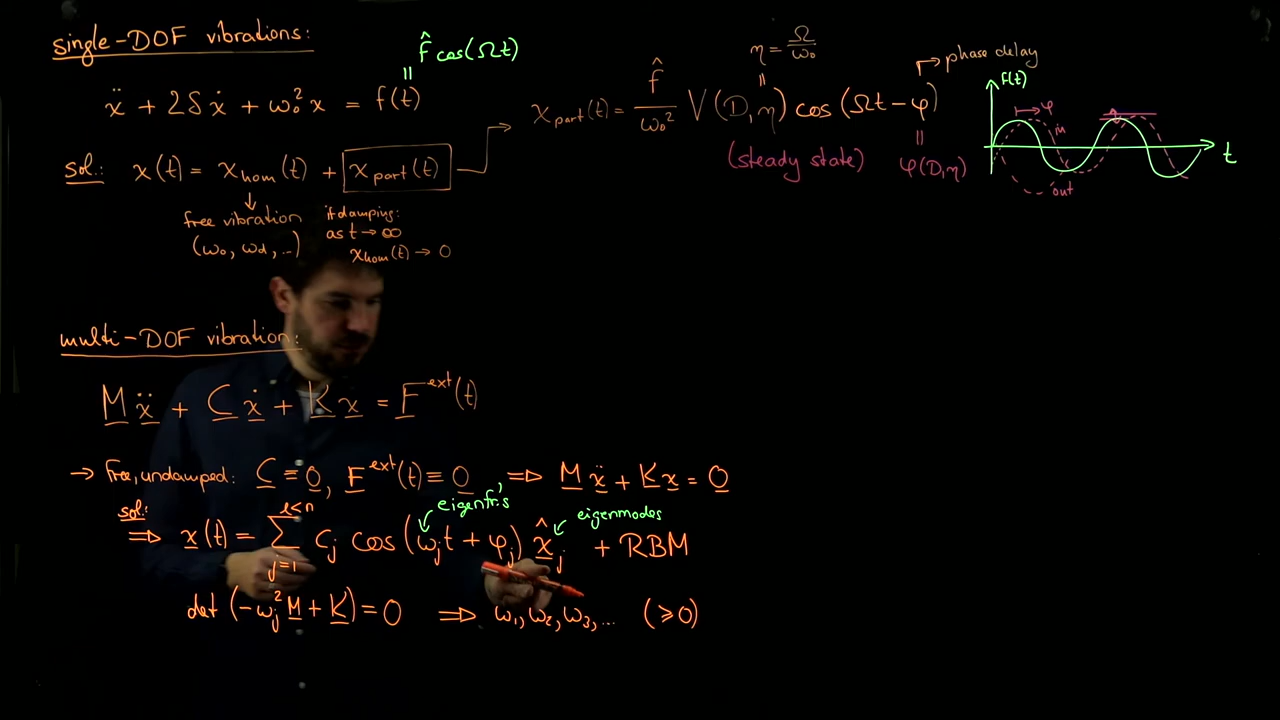 single-DOF vibrations:
f̂ cos(Ωt)
=
ẍ + 2δẋ + ω₀²x = f(t)
sol.: x(t) = x_hom(t) + x_part(t)
↓
free vibration
(ω₀, ω_d, ...)
if damping:
as t → ∞
x_hom(t) → 0
x_part(t) = f̂/ω₀² V(D,η) cos(Ωt-φ)
η = Ω/ω₀
=
(steady state)
→ phase delay
=
φ(D,η)
f(t)
φ
in
out
t
multi-DOF vibration:
M ẍ + C ẋ + K x = F^ext(t)
→ free, undamped: C ≡ 0, F^ext(t) ≡ 0 ⇒ M ẍ + K x = 0
sol.:
⇒ x(t) = Σ_{j=1}^{l<n} c_j cos(ω_j t + φ_j) x̂_j + RBM
eigenfr.'s
eigenmodes
det(-ω_j² M + K) = 0 ⇒ ω₁, ω₂, ω₃, ... (≥0)